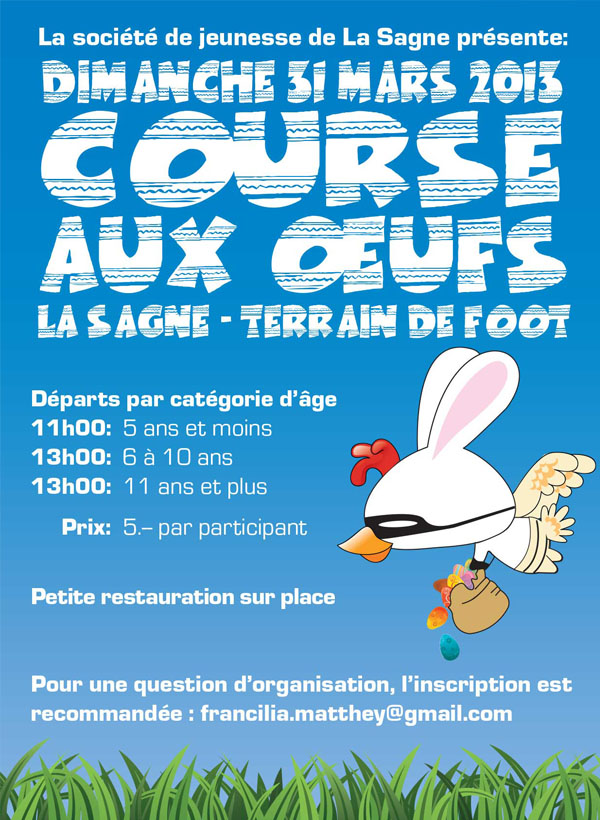 La société de jeunesse de La Sagne présente:
DIMANCHE 31 MARS 2013
COURSE
AUX ŒUFS
LA SAGNE - TERRAIN DE FOOT
Départs par catégorie d'âge
11h00: 5 ans et moins
13h00: 6 à 10 ans
13h00: 11 ans et plus
Prix: 5.– par participant
Petite restauration sur place
Pour une question d'organisation, l'inscription est
recommandée : francilia.matthey@gmail.com